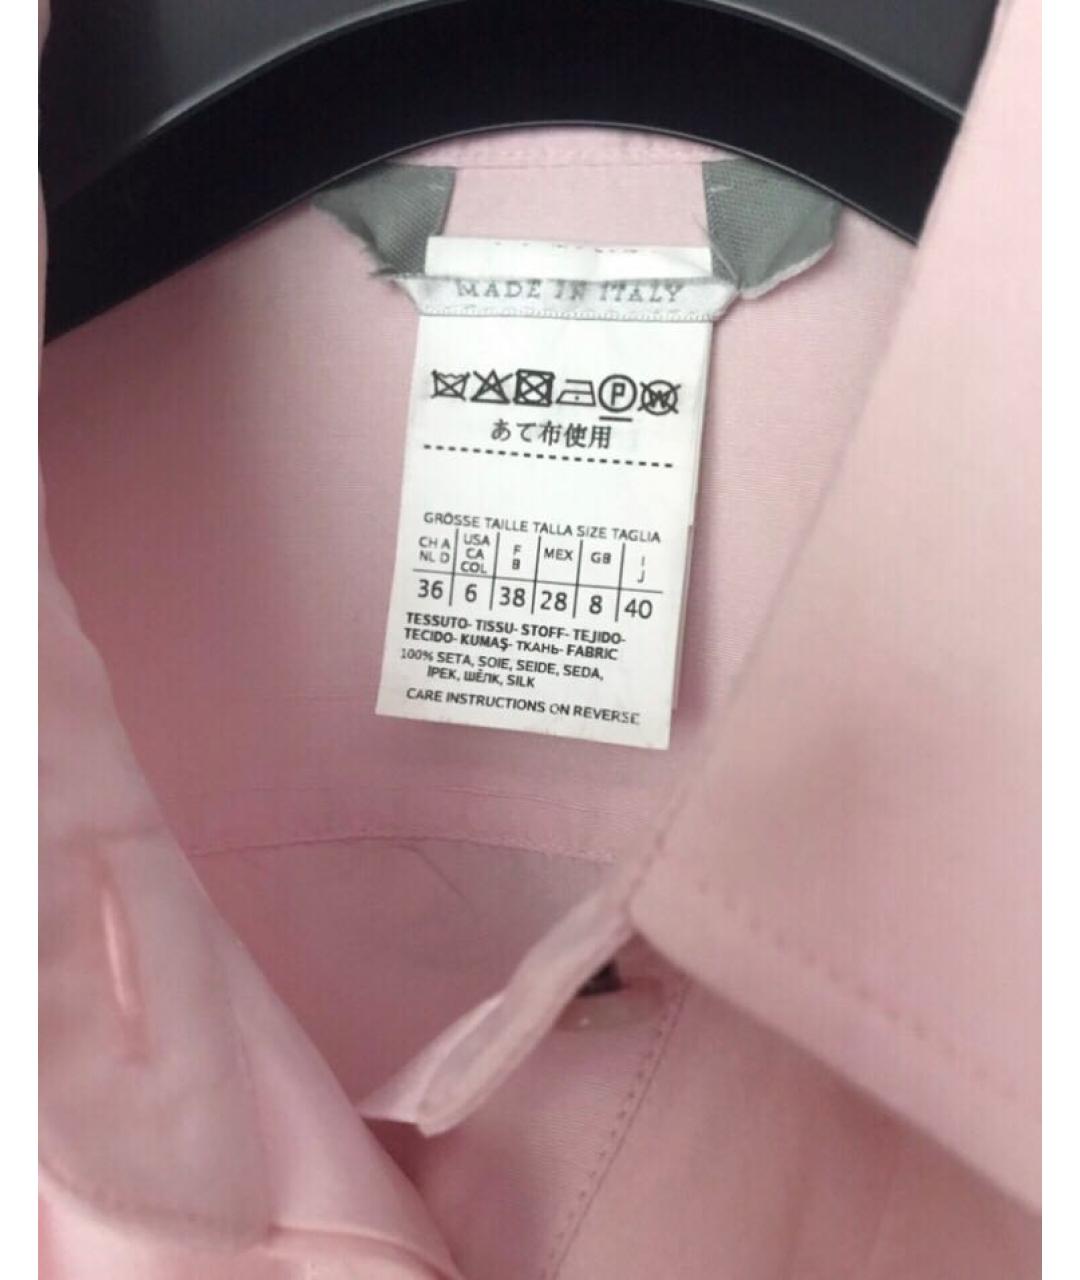 MADE IN ITALY
P W
あて布使用
GRÖSSE TAILLE TALLA SIZE TAGLIA
CH A NL D | USA CA COL | F B | MEX | GB | I J
36 | 6 | 38 | 28 | 8 | 40
TESSUTO- TISSU- STOFF- TEJIDO-
TECIDO- KUMAŞ- ТКАНЬ- FABRIC
100% SETA, SOIE, SEIDE, SEDA,
IPEK, ШЁЛК, SILK
CARE INSTRUCTIONS ON REVERSE